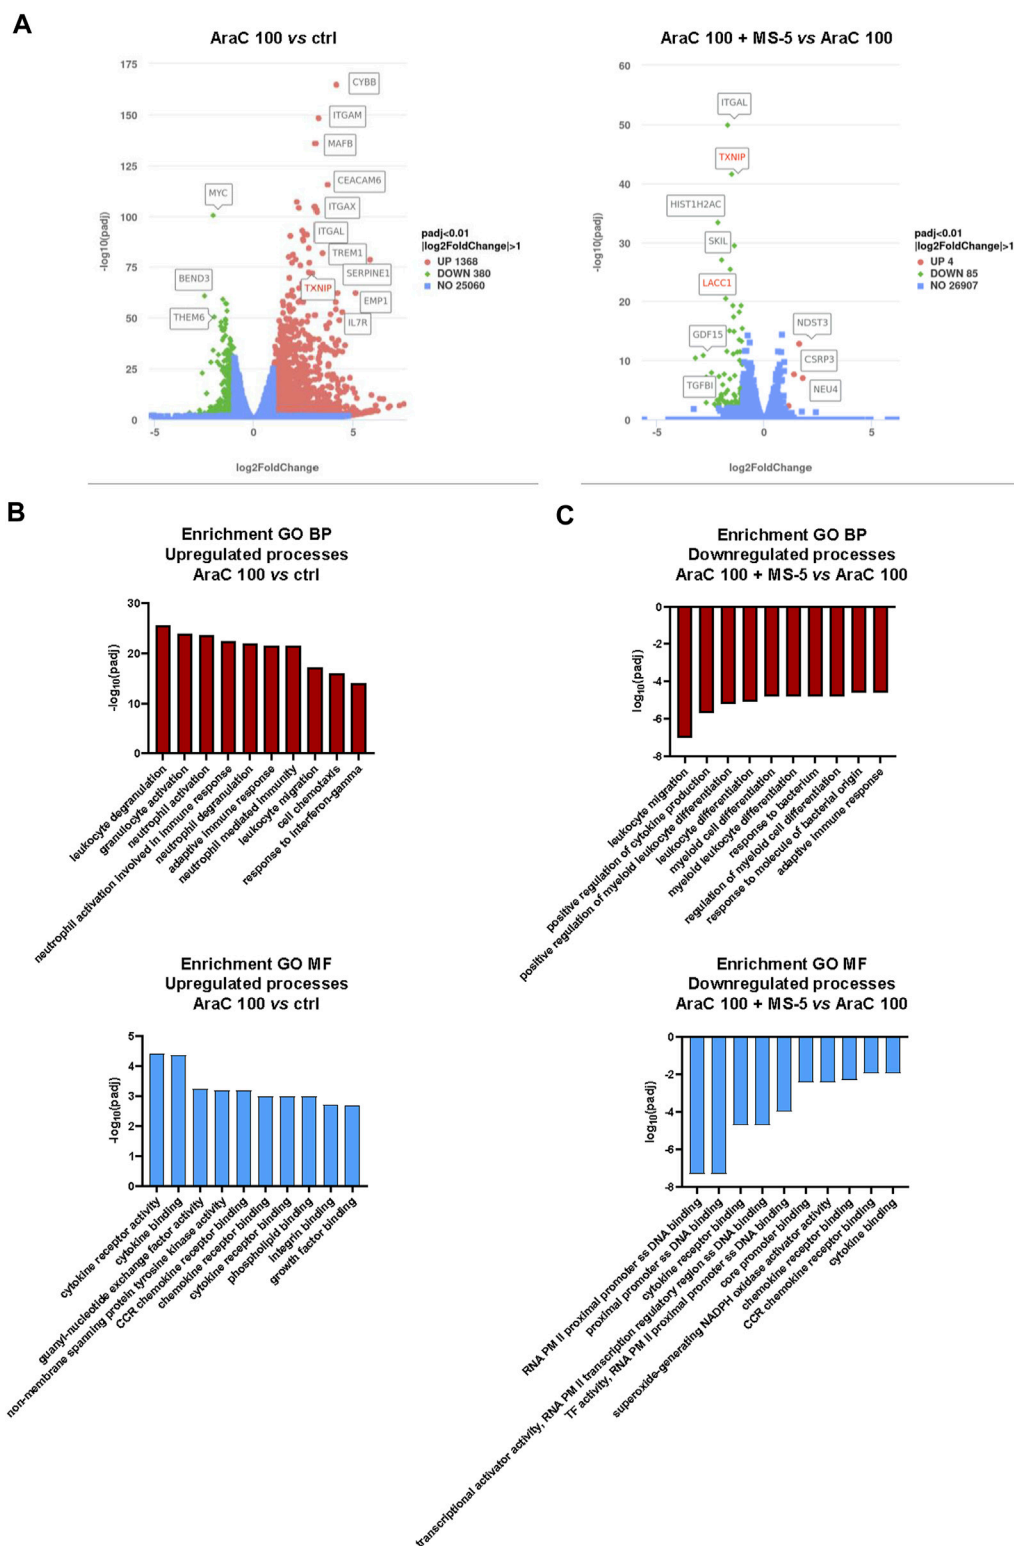 A
AraC 100 vs ctrl
175
150
125
100
75
50
25
0
-5
0
5
-log10(padj)
log2FoldChange
CYBB
ITGAM
MAFB
CEACAM6
ITGAX
ITGAL
TREM1
SERPINE1
TXNIP
EMP1
IL7R
MYC
BEND3
THEM6
padj<0.01
|log2FoldChange|>1
UP 1368
DOWN 380
NO 25060
AraC 100 + MS-5 vs AraC 100
60
50
40
30
20
10
0
-5
0
5
-log10(padj)
log2FoldChange
ITGAL
TXNIP
HIST1H2AC
SKIL
LACC1
GDF15
TGFBI
NDST3
CSRP3
NEU4
padj<0.01
|log2FoldChange|>1
UP 4
DOWN 85
NO 26907
B
Enrichment GO BP
Upregulated processes
AraC 100 vs ctrl
30
20
10
0
-log10(padj)
leukocyte degranulation
granulocyte activation
neutrophil activation
neutrophil activation involved in immune response
neutrophil degranulation
adaptive immune response
neutrophil mediated immunity
leukocyte migration
cell chemotaxis
response to interferon-gamma
Enrichment GO MF
Upregulated processes
AraC 100 vs ctrl
5
4
3
2
1
0
-log10(padj)
cytokine receptor activity
cytokine binding
guanyl-nucleotide exchange factor activity
non-membrane spanning protein tyrosine kinase activity
CCR chemokine receptor binding
chemokine receptor binding
cytokine receptor binding
phospholipid binding
integrin binding
growth factor binding
C
Enrichment GO BP
Downregulated processes
AraC 100 + MS-5 vs AraC 100
0
-2
-4
-6
-8
log10(padj)
leukocyte migration
positive regulation of cytokine production
positive regulation of myeloid leukocyte differentiation
leukocyte differentiation
myeloid cell differentiation
myeloid leukocyte differentiation
response to bacterium
regulation of myeloid cell differentiation
response to molecule of bacterial origin
adaptive immune response
Enrichment GO MF
Downregulated processes
AraC 100 + MS-5 vs AraC 100
0
-2
-4
-6
-8
log10(padj)
RNA PM II proximal promoter ss DNA binding
proximal promoter ss DNA binding
cytokine receptor binding
transcriptional activator activity, RNA PM II transcription regulatory region ss DNA binding
TF activity, RNA PM II proximal promoter ss DNA binding
core promoter binding
superoxide-generating NADPH oxidase activator activity
chemokine receptor binding
CCR chemokine receptor binding
cytokine binding